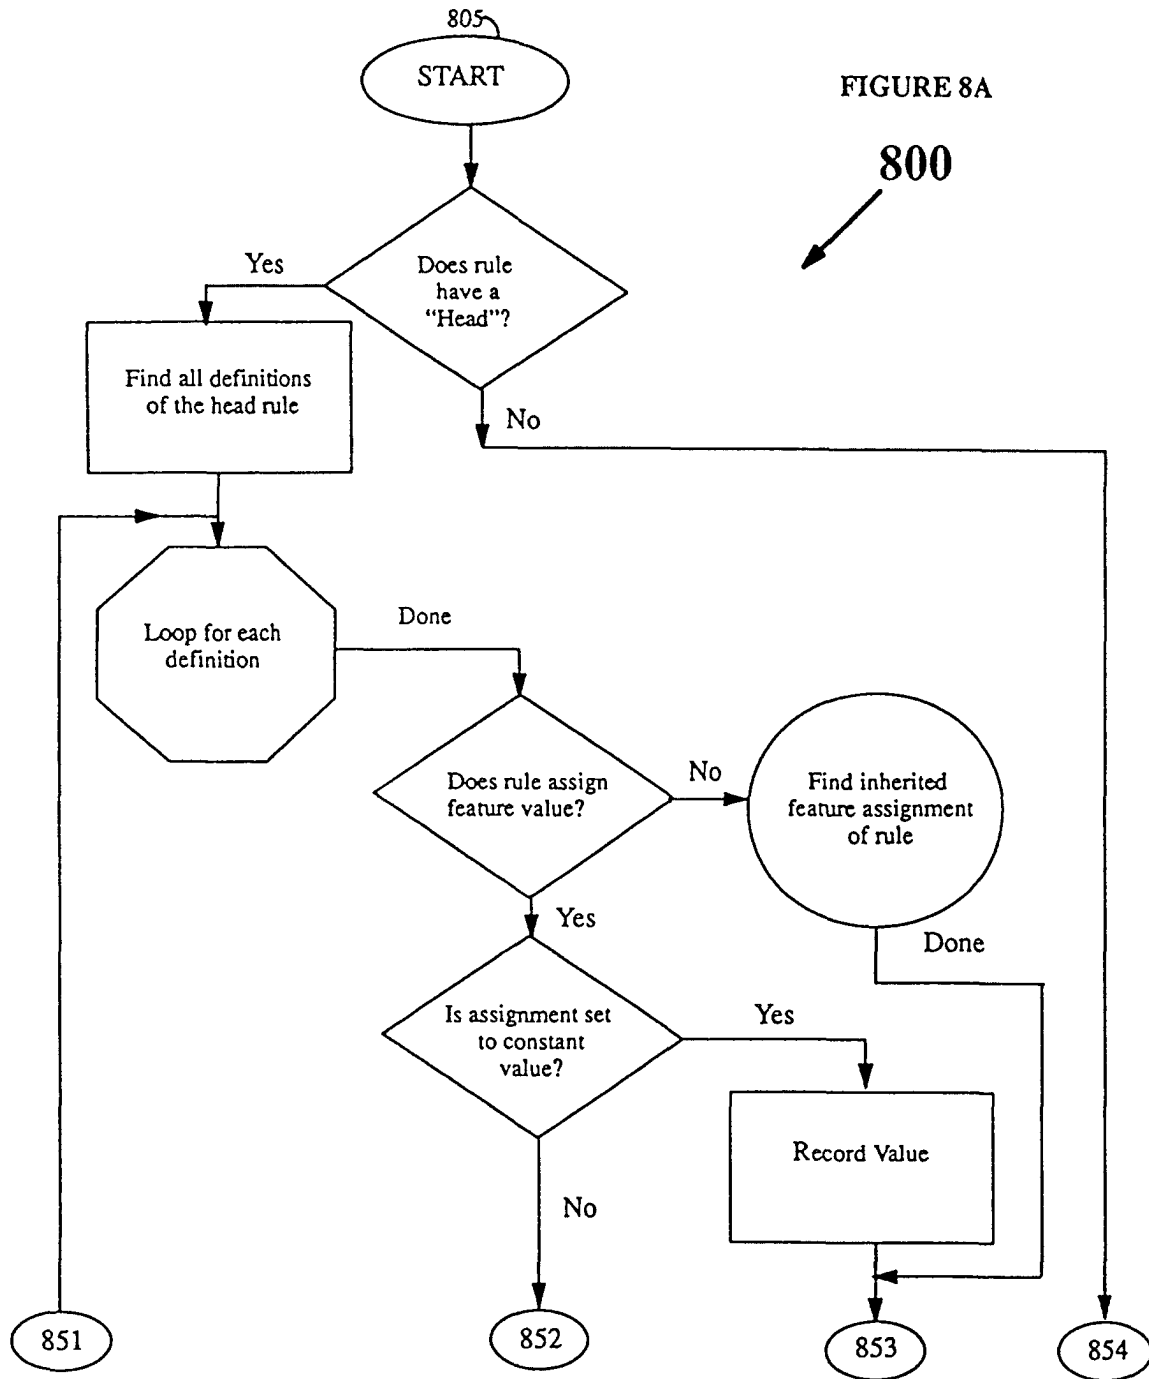 805
START
FIGURE 8A
800
Does rule
have a
“Head”?
Yes
No
Find all definitions
of the head rule
Loop for each
definition
Done
Does rule assign
feature value?
No
Find inherited
feature assignment
of rule
Yes
Done
Is assignment set
to constant
value?
Yes
Record Value
No
851
852
853
854